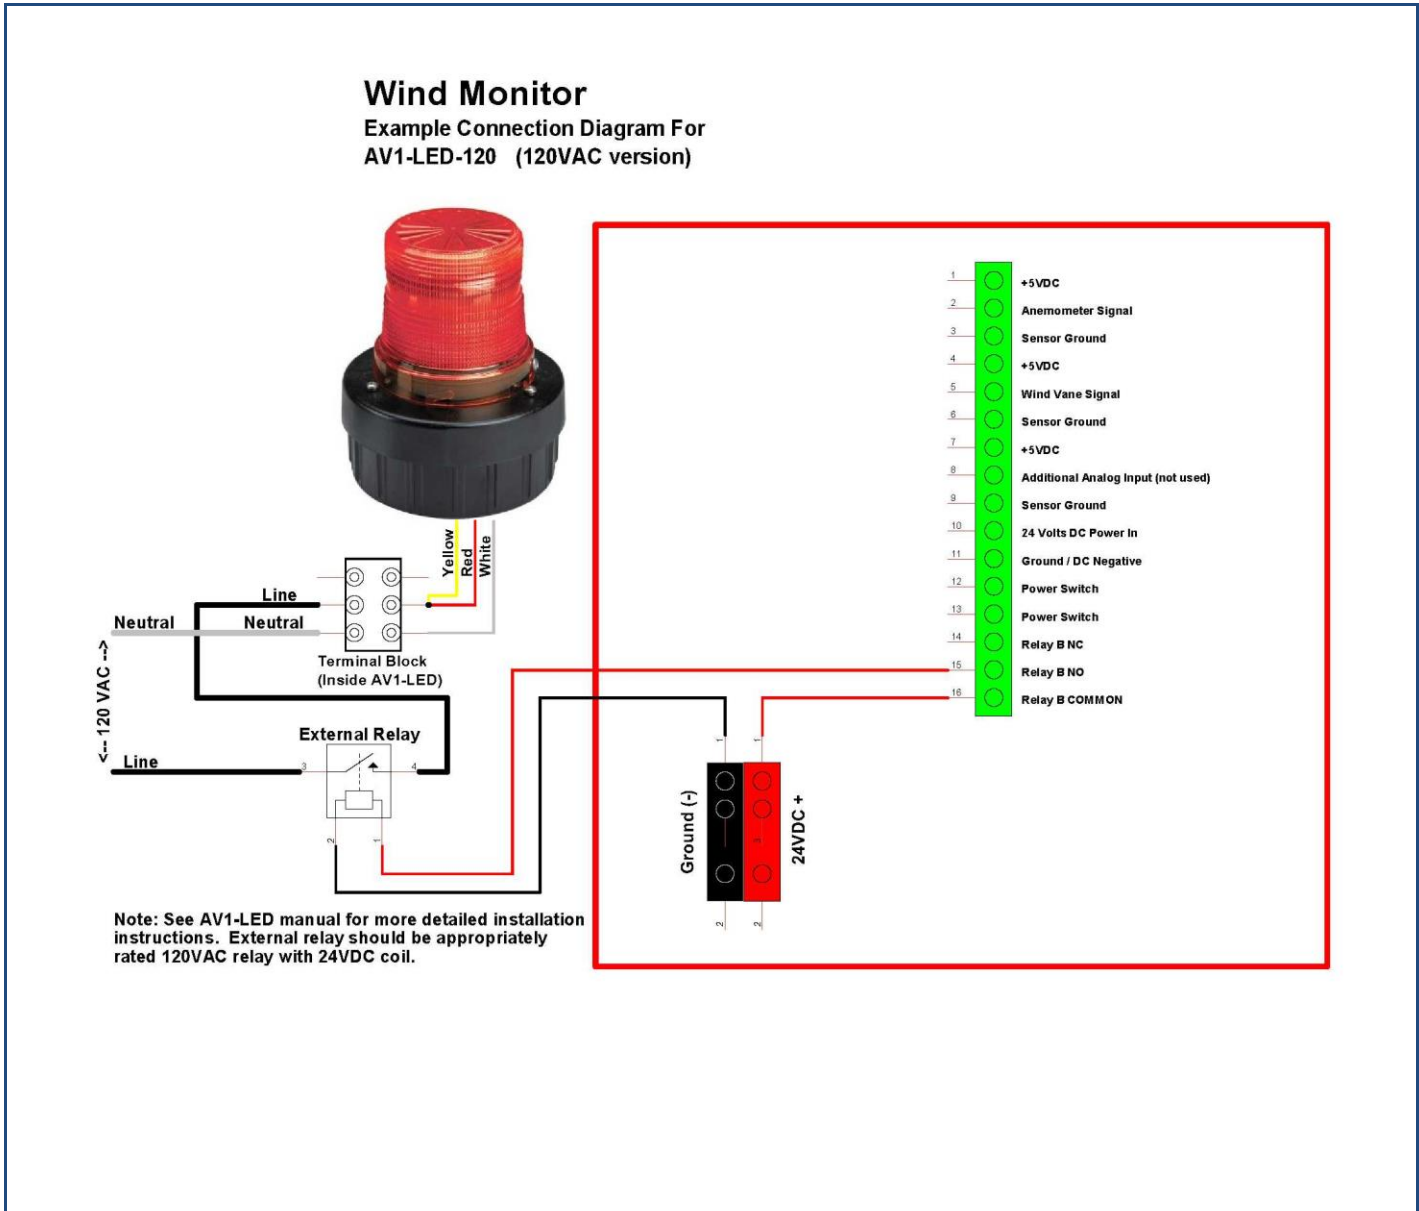 Wind Monitor
Example Connection Diagram For
AV1-LED-120 (120VAC version)
1 +5VDC
2 Anemometer Signal
3 Sensor Ground
4 +5VDC
5 Wind Vane Signal
6 Sensor Ground
7 +5VDC
8 Additional Analog Input (not used)
9 Sensor Ground
10 24 Volts DC Power In
11 Ground / DC Negative
12 Power Switch
13 Power Switch
14 Relay B NC
15 Relay B NO
16 Relay B COMMON
Yellow
Red
White
Line
Neutral
Neutral
Terminal Block
(Inside AV1-LED)
<-- 120 VAC -->
External Relay
Line
3
4
2
1
1
1
Ground (-)
24VDC +
2
2
Note: See AV1-LED manual for more detailed installation
instructions. External relay should be appropriately
rated 120VAC relay with 24VDC coil.